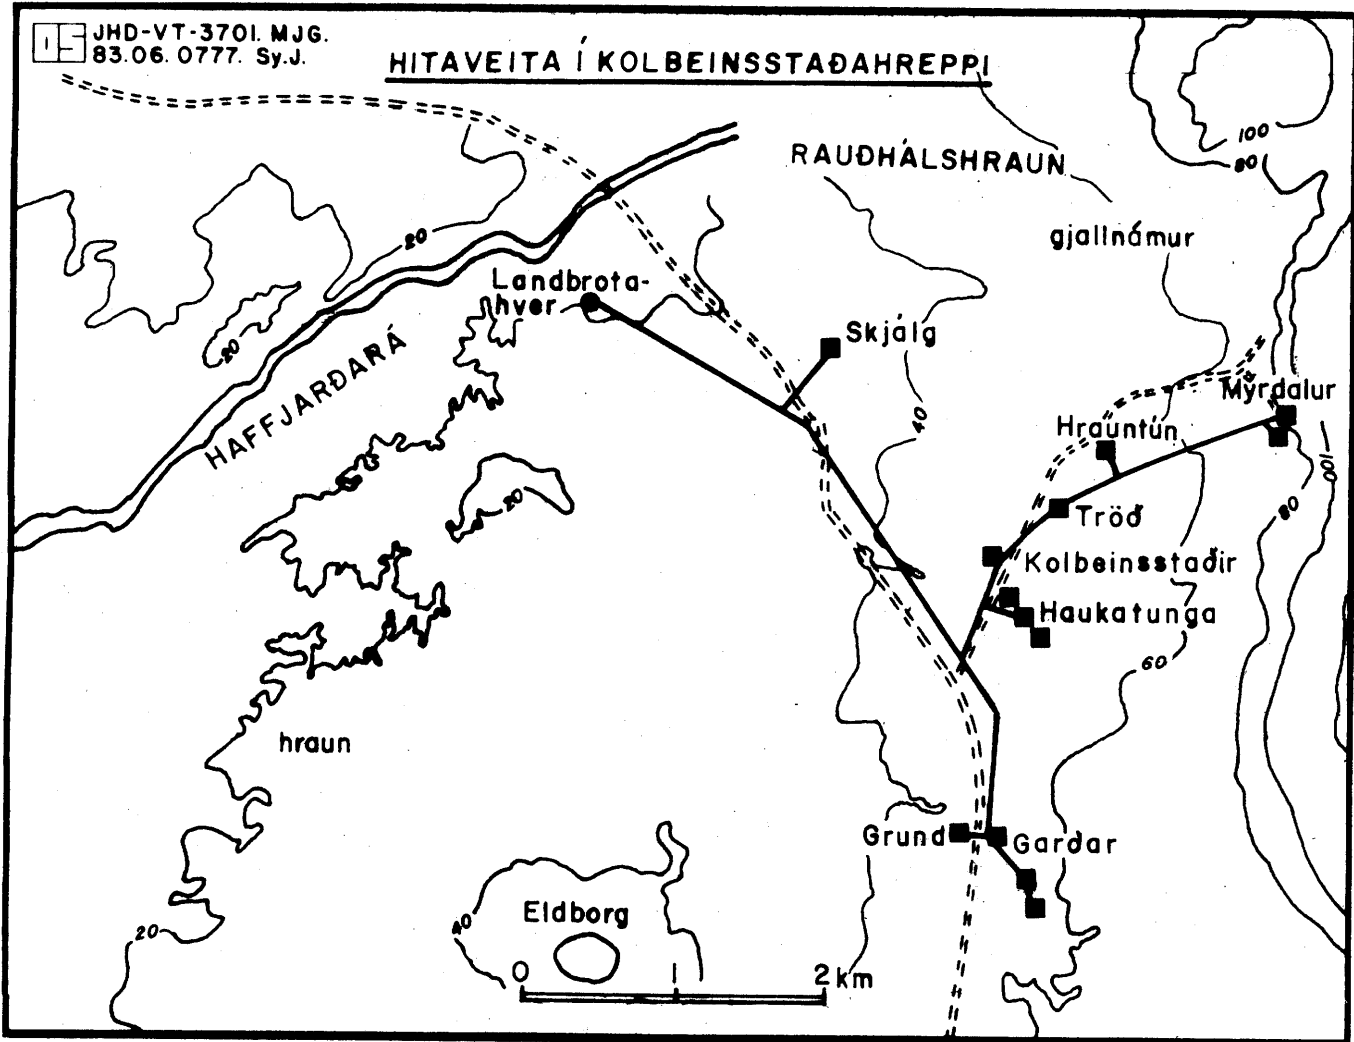 OS
JHD-VT-3701. MJG.
83.06.0777. Sy.J.
HITAVEITA Í KOLBEINSSTAÐAHREPPI
100
80
RAUÐHÁLSHRAUN
gjallnámur
20
Landbrota-
hver
20
HAFFJARÐARÁ
Skjálg
40
Mýrdalur
Hrauntún
100
80
20
Tröð
Kolbeinsstaðir
Haukatunga
60
hraun
Grund
Garðar
Eldborg
40
20
0 1 2 km